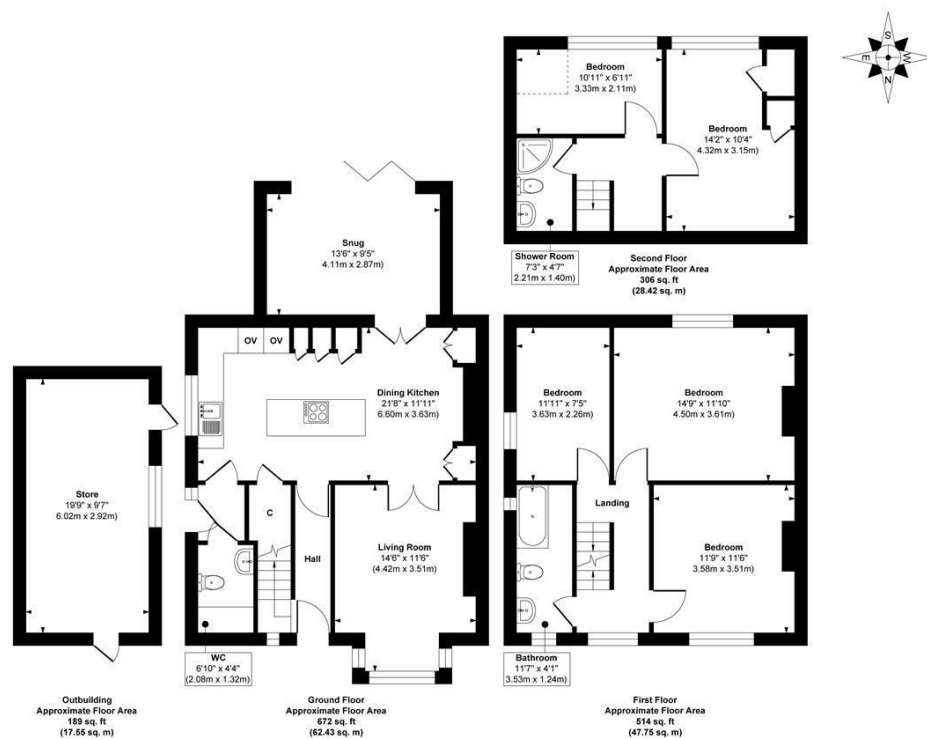 S
E
W
N
Bedroom
10'11" x 6'11"
3.33m x 2.11m)
Bedroom
14'2" x 10'4"
4.32m x 3.15m)
Shower Room
7'3" x 4'7"
2.21m x 1.40m)
Second Floor
Approximate Floor Area
306 sq. ft
(28.42 sq. m)
Snug
13'6" x 9'5"
4.11m x 2.87m)
OV
OV
Dining Kitchen
21'8" x 11'11"
6.60m x 3.63m)
Store
19'9" x 9'7"
6.02m x 2.92m)
C
Hall
Living Room
14'6" x 11'6"
(4.42m x 3.51m)
WC
6'10" x 4'4"
(2.08m x 1.32m)
Bedroom
11'11" x 7'5"
3.63m x 2.26m)
Bedroom
14'9" x 11'10"
4.50m x 3.61m)
Landing
Bedroom
11'9" x 11'6"
3.58m x 3.51m)
Bathroom
11'7" x 4'1"
3.53m x 1.24m)
Outbuilding
Approximate Floor Area
189 sq. ft
(17.55 sq. m)
Ground Floor
Approximate Floor Area
672 sq. ft
(62.43 sq. m)
First Floor
Approximate Floor Area
514 sq. ft
(47.75 sq. m)